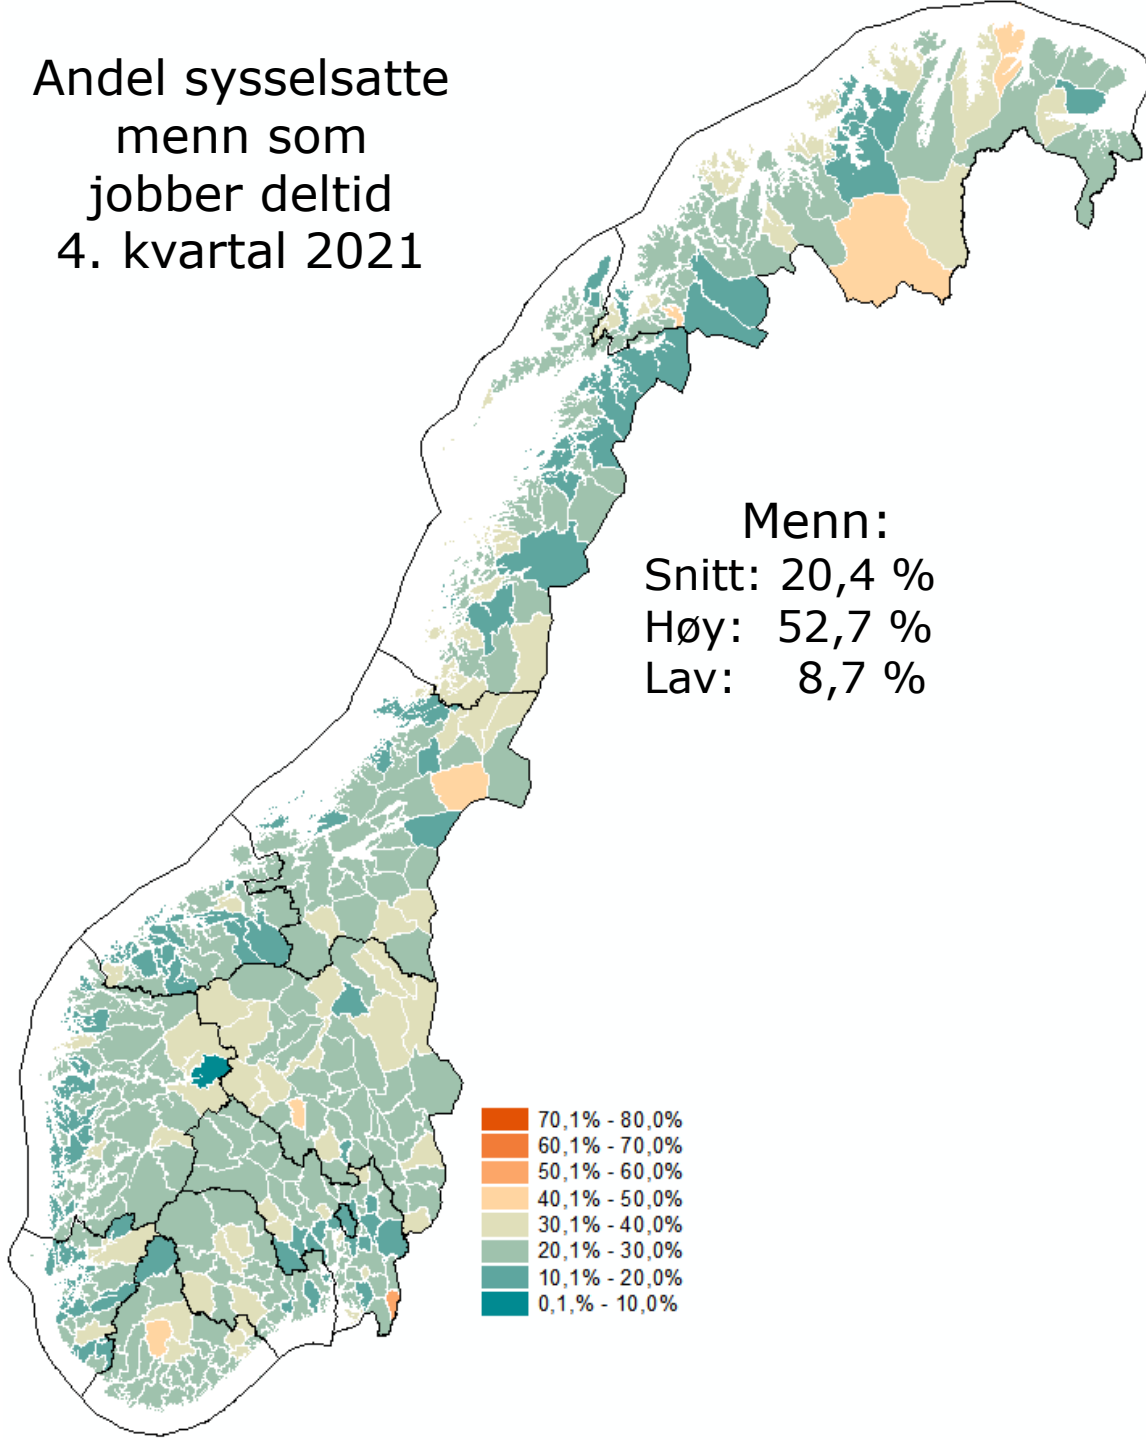 Andel sysselsatte
menn som
jobber deltid
4. kvartal 2021
Menn:
Snitt: 20,4 %
Høy: 52,7 %
Lav: 8,7 %
70,1% - 80,0%
60,1% - 70,0%
50,1% - 60,0%
40,1% - 50,0%
30,1% - 40,0%
20,1% - 30,0%
10,1% - 20,0%
0,1,% - 10,0%